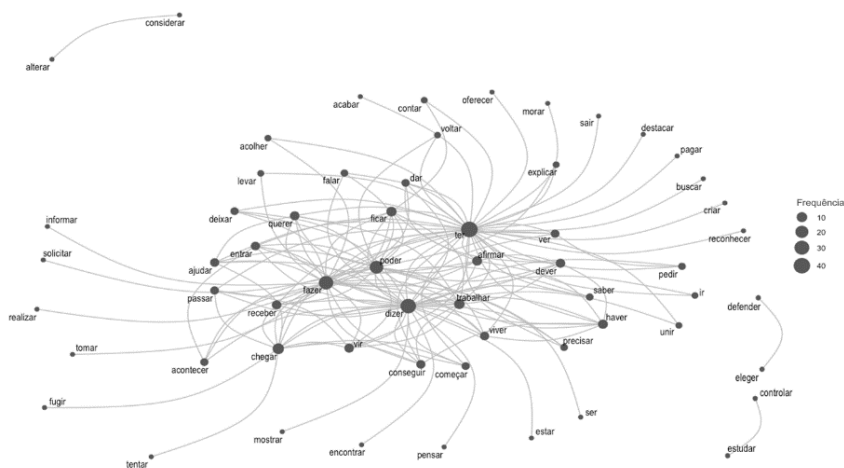 considerar
alterar
acabar
contar
oferecer
morar
sair
destacar
voltar
acolher
pagar
explicar
levar
falar
dar
buscar
criar
Frequência
10
20
30
40
informar
deixar
querer
ficar
ter
ver
reconhecer
solicitar
entrar
afirmar
ajudar
poder
dever
pedir
fazer
passar
saber
ir
defender
realizar
receber
dizer
trabalhar
haver
unir
viver
tomar
chegar
vir
precisar
acontecer
conseguir
começar
eleger
controlar
fugir
ser
mostrar
encontrar
pensar
estar
estudar
tentar